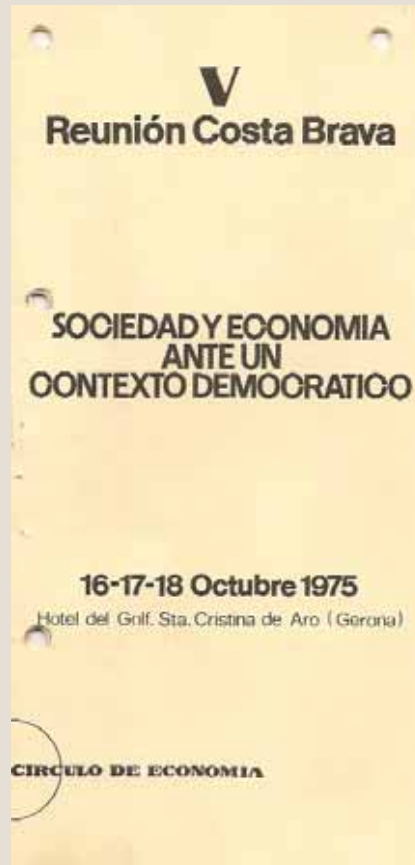 V
Reunión Costa Brava
SOCIEDAD Y ECONOMIA
ANTE UN
CONTEXTO DEMOCRATICO
16-17-18 Octubre 1975
Hotel del Golf. Sta. Cristina de Aro (Gerona)
CIRCULO DE ECONOMIA